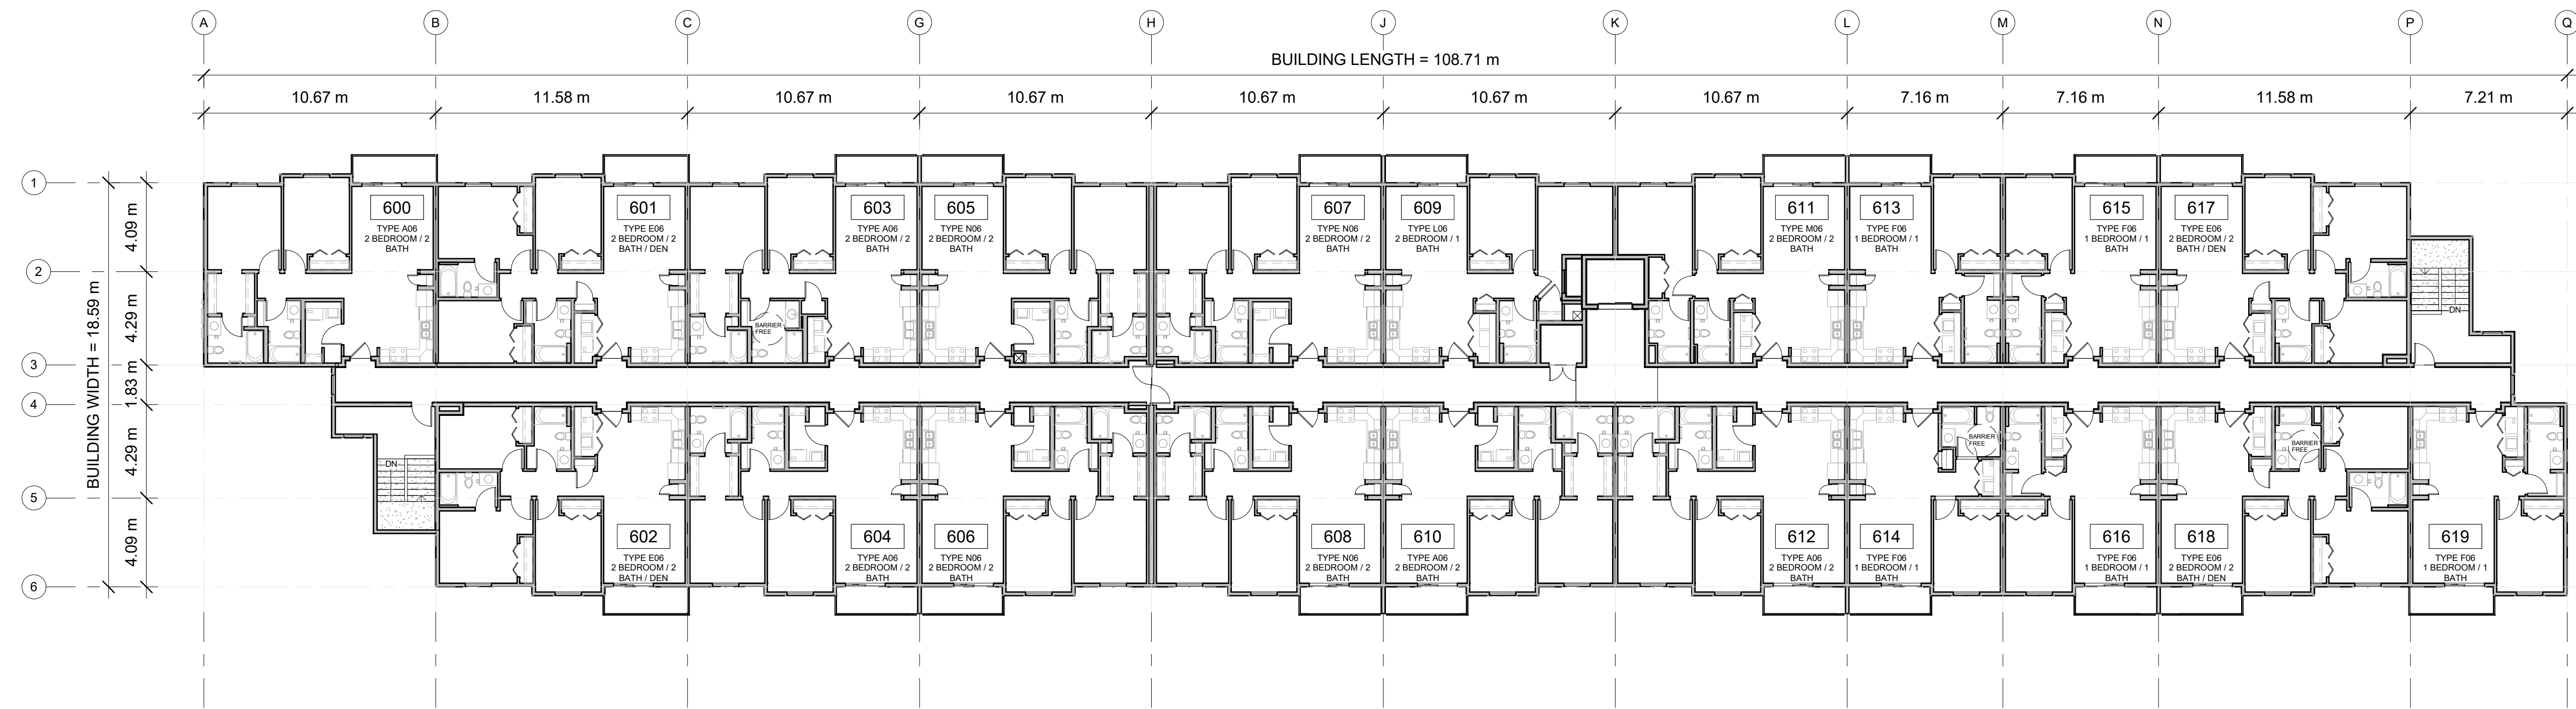 A B C G H J K L M N P Q
BUILDING LENGTH = 108.71 m
10.67 m 11.58 m 10.67 m 10.67 m 10.67 m 10.67 m 10.67 m 7.16 m 7.16 m 11.58 m 7.21 m
1
2
3
4
5
6
BUILDING WIDTH = 18.59 m
4.09 m
4.29 m
1.83 m
4.29 m
4.09 m
600
TYPE A06
2 BEDROOM / 2
BATH
601
TYPE E06
2 BEDROOM / 2
BATH / DEN
603
TYPE A06
2 BEDROOM / 2
BATH
605
TYPE N06
2 BEDROOM / 2
BATH
607
TYPE N06
2 BEDROOM / 2
BATH
609
TYPE L06
2 BEDROOM / 1
BATH
611
TYPE M06
2 BEDROOM / 2
BATH
613
TYPE F06
1 BEDROOM / 1
BATH
615
TYPE F06
1 BEDROOM / 1
BATH
617
TYPE E06
2 BEDROOM / 2
BATH / DEN
BARRIER
FREE
DN
DN
BARRIER
FREE
BARRIER
FREE
602
TYPE E06
2 BEDROOM / 2
BATH / DEN
604
TYPE A06
2 BEDROOM / 2
BATH
606
TYPE N06
2 BEDROOM / 2
BATH
608
TYPE N06
2 BEDROOM / 2
BATH
610
TYPE A06
2 BEDROOM / 2
BATH
612
TYPE A06
2 BEDROOM / 2
BATH
614
TYPE F06
1 BEDROOM / 1
BATH
616
TYPE F06
1 BEDROOM / 1
BATH
618
TYPE E06
2 BEDROOM / 2
BATH / DEN
619
TYPE F06
1 BEDROOM / 1
BATH